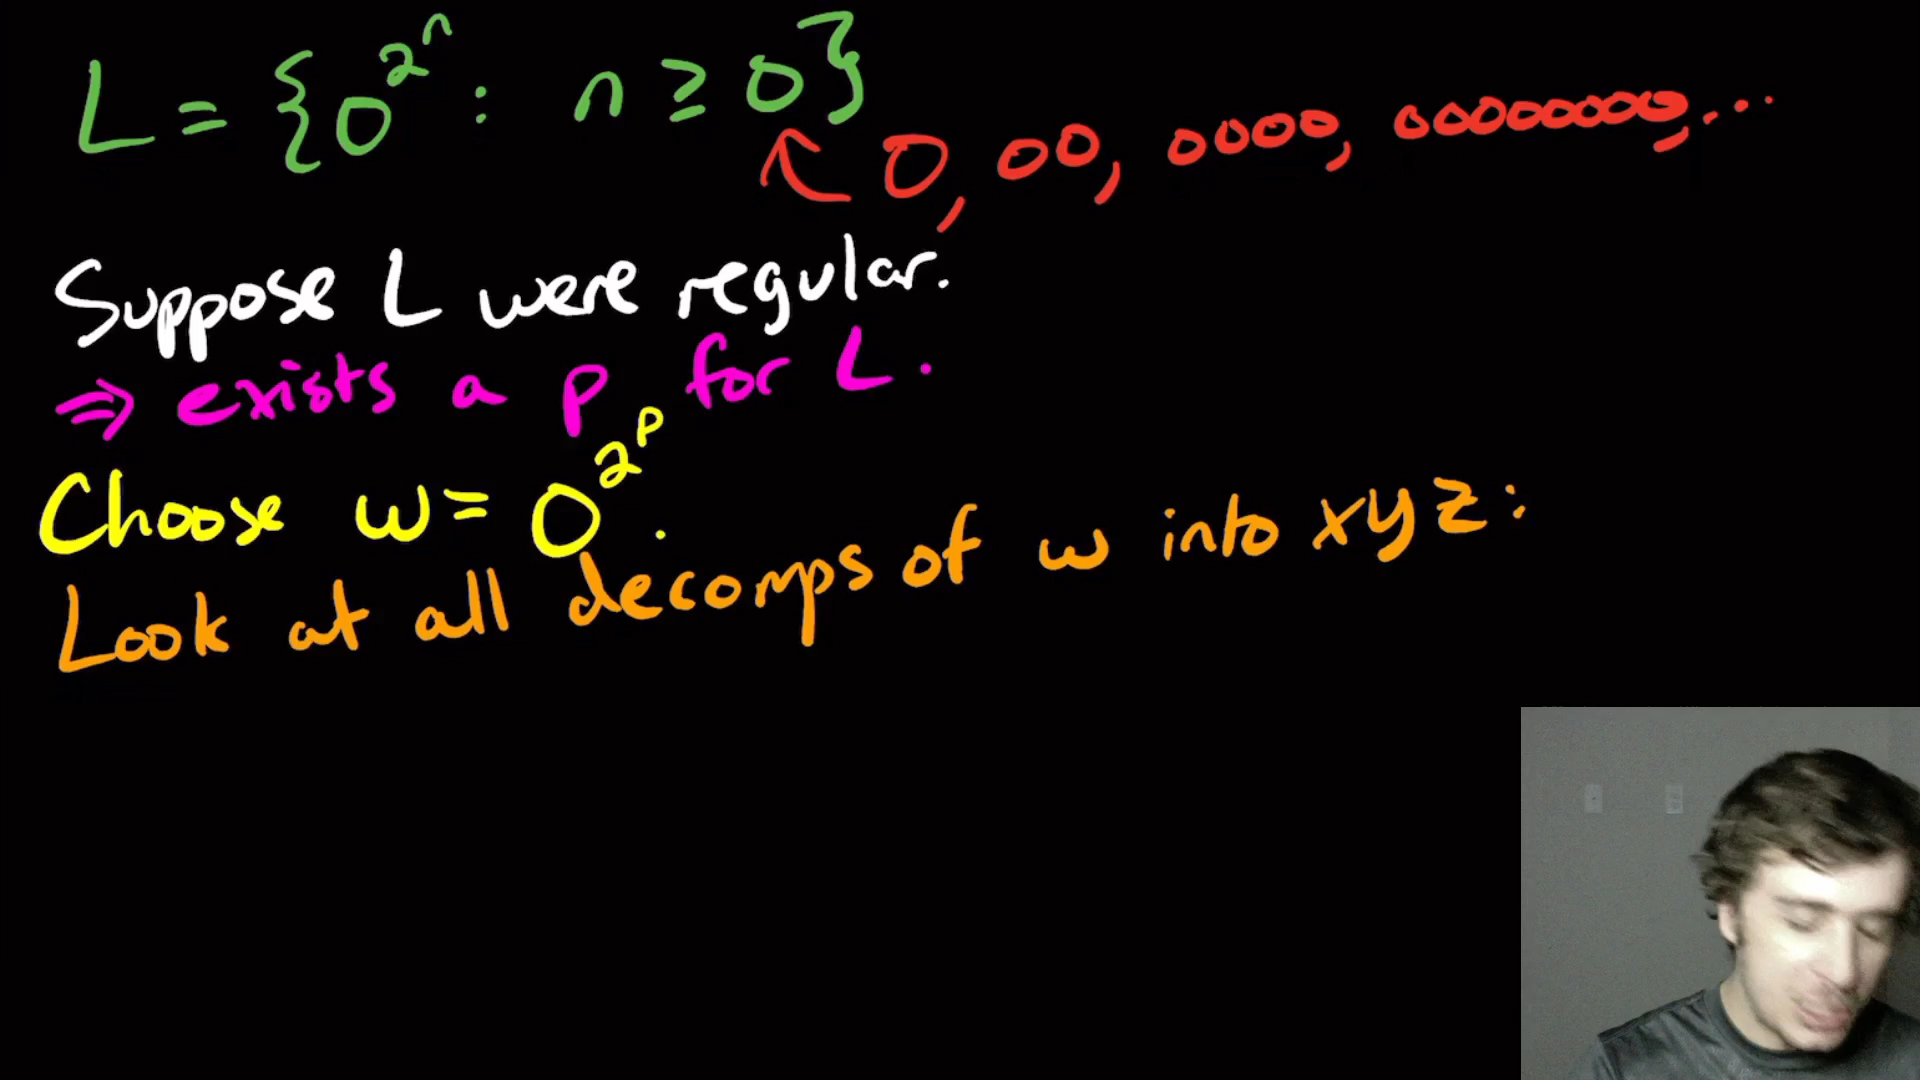 L = {0^2^n : n ≥ 0}
0, 00, 0000, 00000000, ...
Suppose L were regular.
⇒ exists a p for L.
Choose w = 0^2^p.
Look at all decomps of w into xyz: